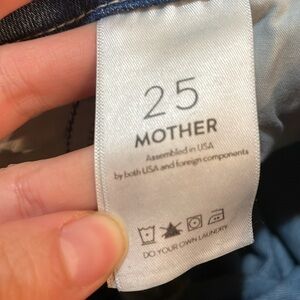 25
MOTHER
Assembled in USA
by both USA and foreign components
DO YOUR OWN LAUNDRY